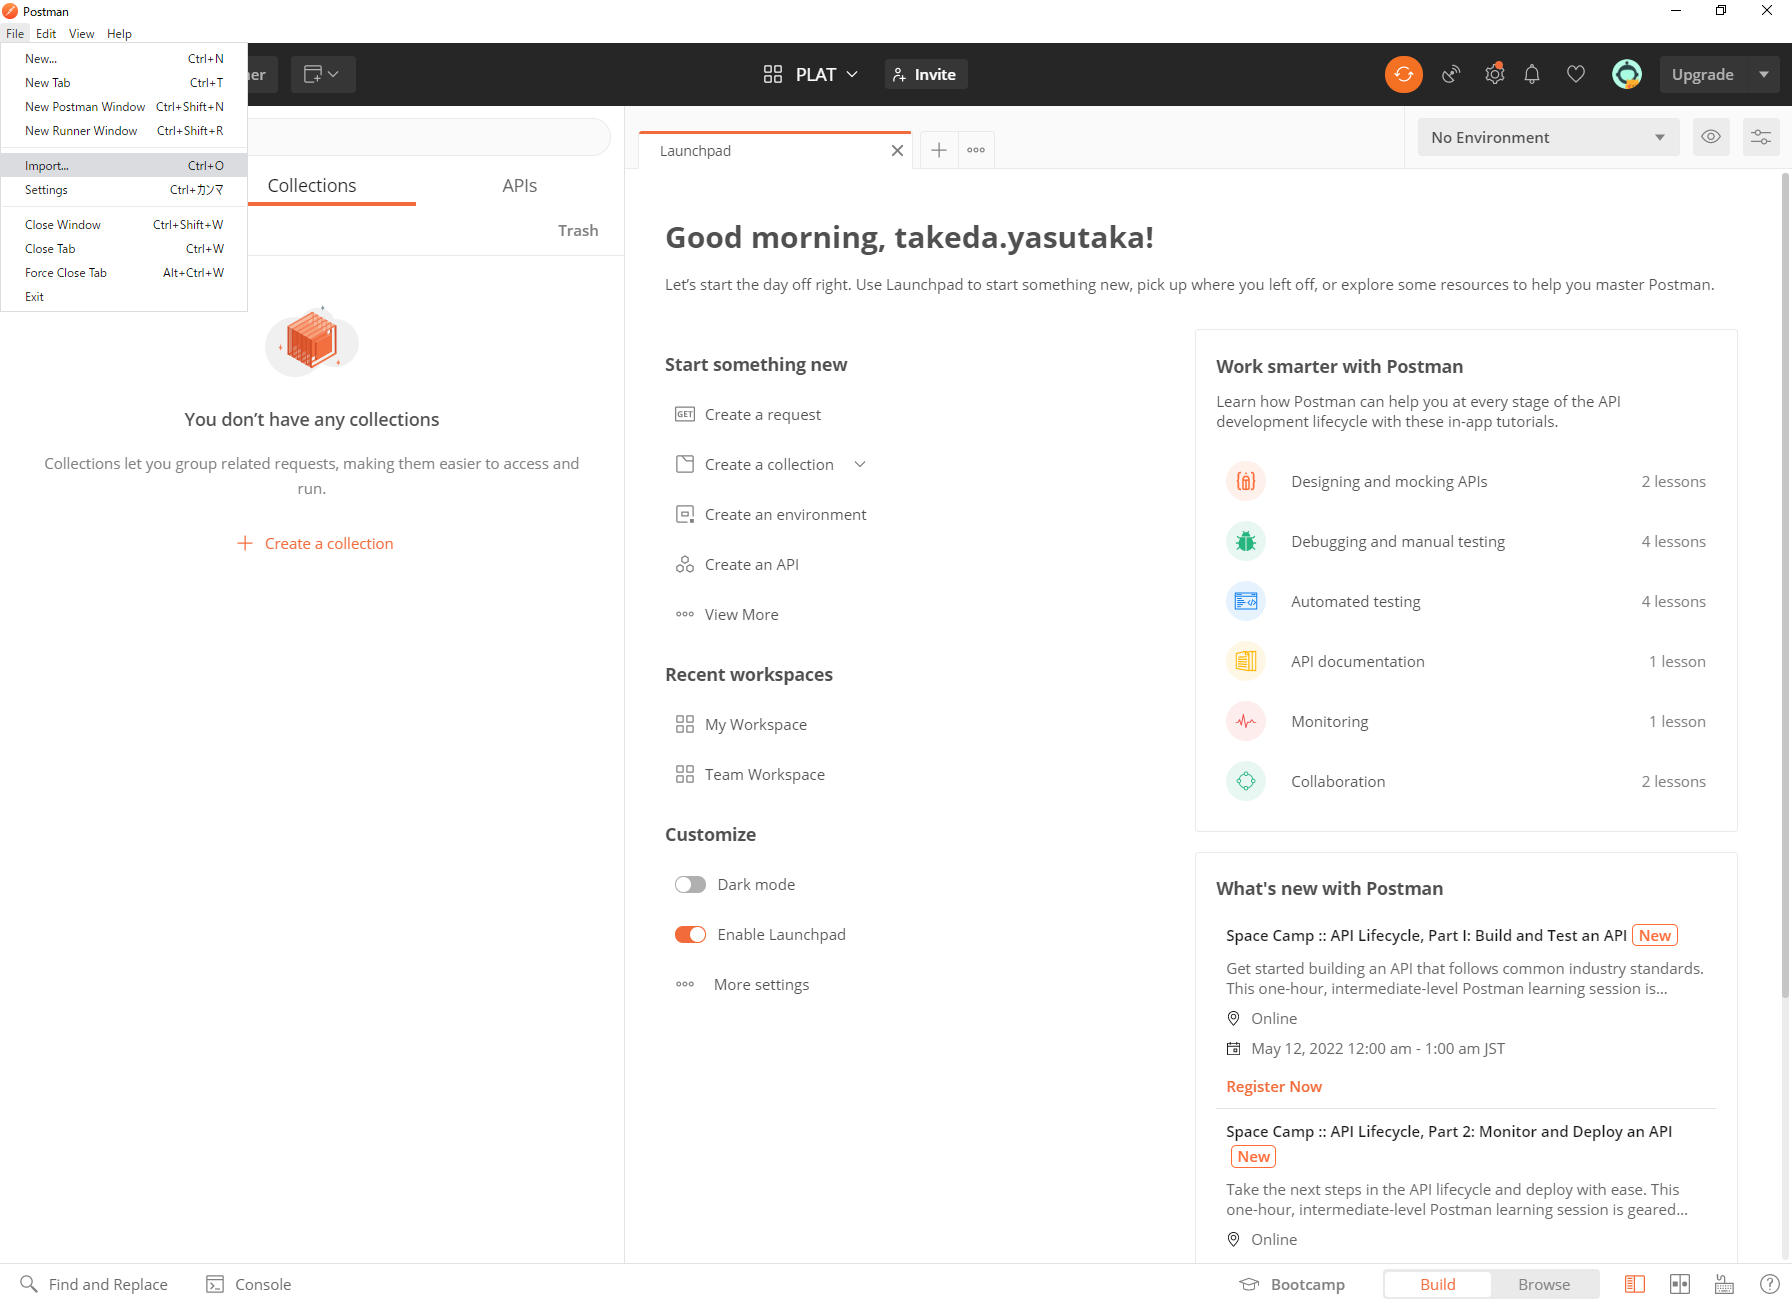 Postman
File Edit View Help
New... Ctrl+N
New Tab Ctrl+T
New Postman Window Ctrl+Shift+N
New Runner Window Ctrl+Shift+R
Import... Ctrl+O
Settings Ctrl+カンマ
Close Window Ctrl+Shift+W
Close Tab Ctrl+W
Force Close Tab Alt+Ctrl+W
Exit
PLAT
Invite
Upgrade
Collections
APIs
Trash
You don’t have any collections
Collections let you group related requests, making them easier to access and
run.
Create a collection
Launchpad
No Environment
Good morning, takeda.yasutaka!
Let’s start the day off right. Use Launchpad to start something new, pick up where you left off, or explore some resources to help you master Postman.
Start something new
GET Create a request
Create a collection
Create an environment
Create an API
View More
Recent workspaces
My Workspace
Team Workspace
Customize
Dark mode
Enable Launchpad
More settings
Work smarter with Postman
Learn how Postman can help you at every stage of the API
development lifecycle with these in-app tutorials.
Designing and mocking APIs 2 lessons
Debugging and manual testing 4 lessons
Automated testing 4 lessons
API documentation 1 lesson
Monitoring 1 lesson
Collaboration 2 lessons
What's new with Postman
Space Camp :: API Lifecycle, Part I: Build and Test an API New
Get started building an API that follows common industry standards.
This one-hour, intermediate-level Postman learning session is...
Online
May 12, 2022 12:00 am - 1:00 am JST
Register Now
Space Camp :: API Lifecycle, Part 2: Monitor and Deploy an API
New
Take the next steps in the API lifecycle and deploy with ease. This
one-hour, intermediate-level Postman learning session is geared...
Online
Find and Replace
Console
Bootcamp
Build
Browse